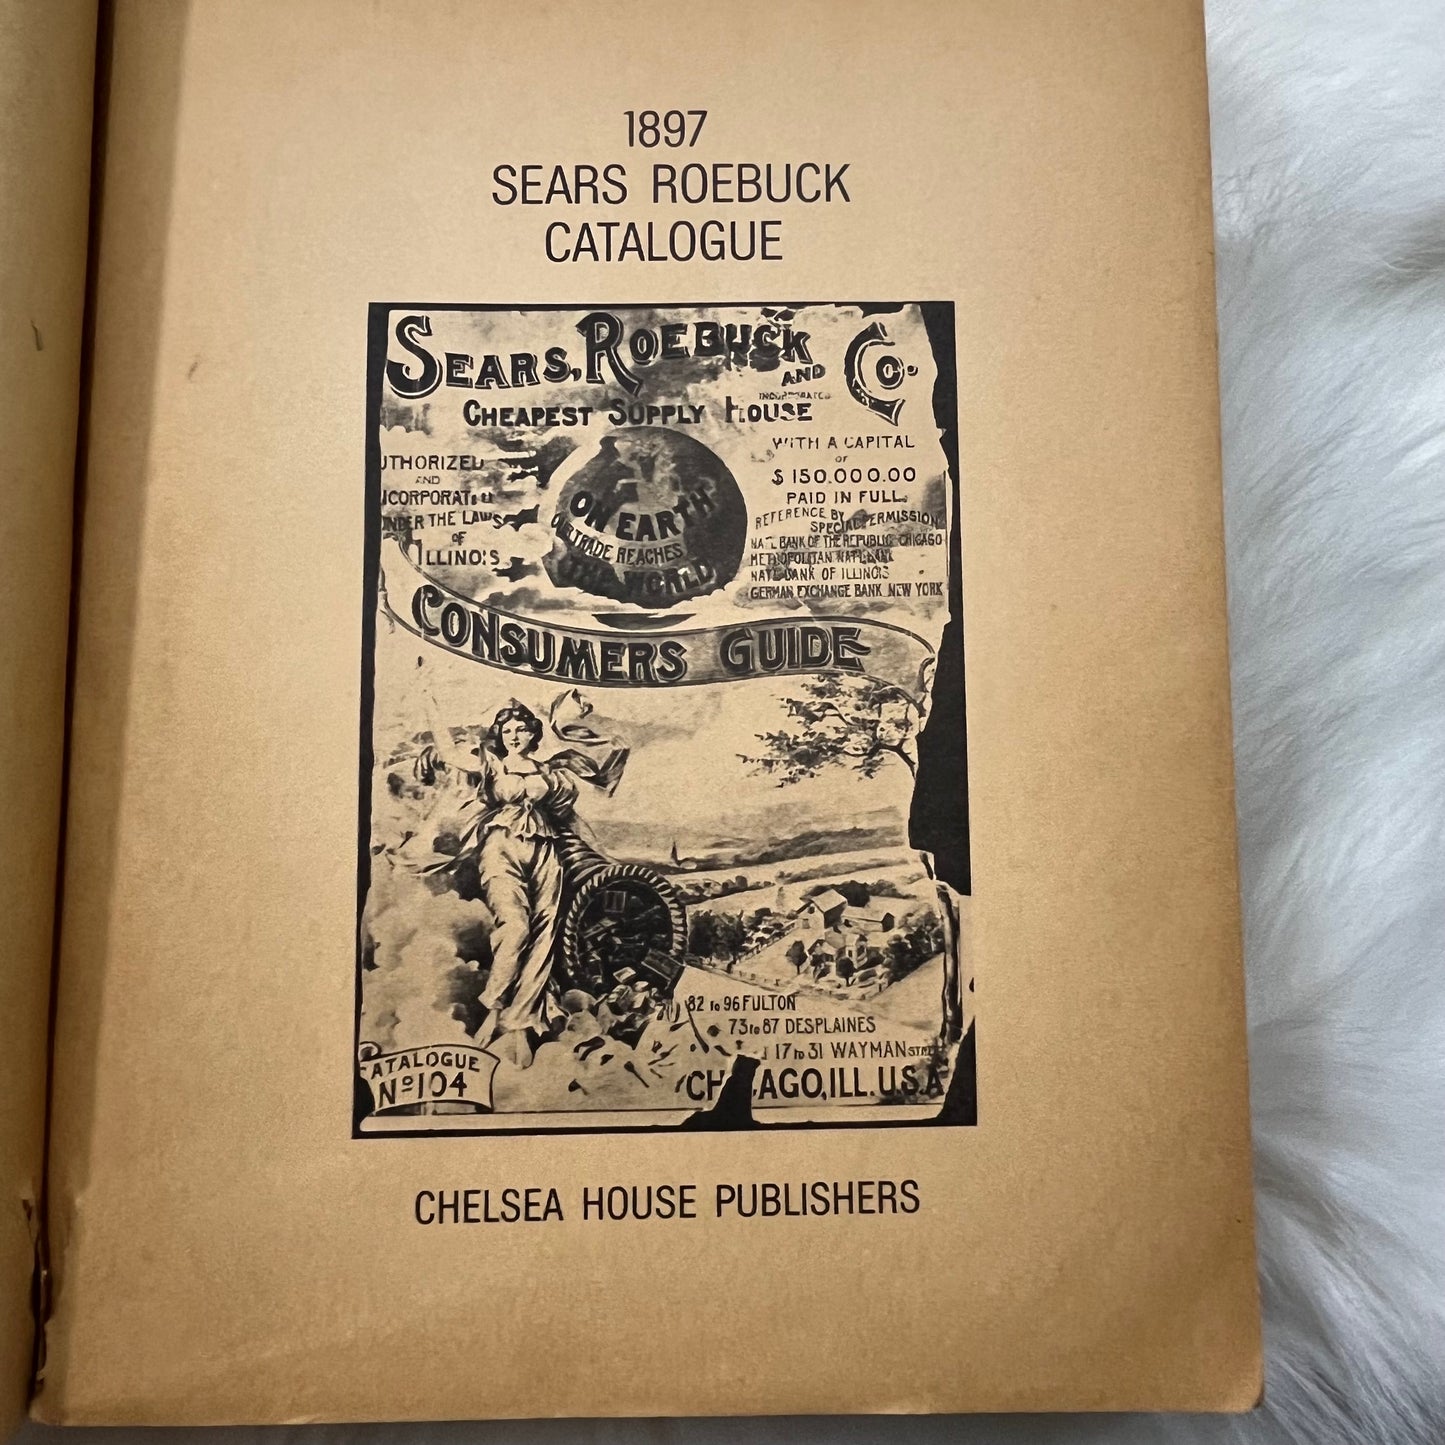 1897
SEARS ROEBUCK
CATALOGUE
SEARS, ROEBUCK AND Co.
INCORPORATED
CHEAPEST SUPPLY HOUSE
ON EARTH
OUR TRADE REACHES
THE WORLD
UTHORIZED
AND
NCORPORATED
UNDER THE LAWS
OF
ILLINOIS
WITH A CAPITAL
OF
$150.000.00
PAID IN FULL.
REFERENCE BY
SPECIAL PERMISSION
NAT'L BANK OF THE REPUBLIC CHICAGO
METROPOLITAN NAT'L BANK
NAT'L BANK OF ILLINOIS
GERMAN EXCHANGE BANK NEW YORK
CONSUMERS GUIDE
82 TO 96 FULTON
73 TO 87 DESPLAINES
17 TO 31 WAYMAN
CH AGO, ILL. U.S.A
CATALOGUE
No 104
CHELSEA HOUSE PUBLISHERS